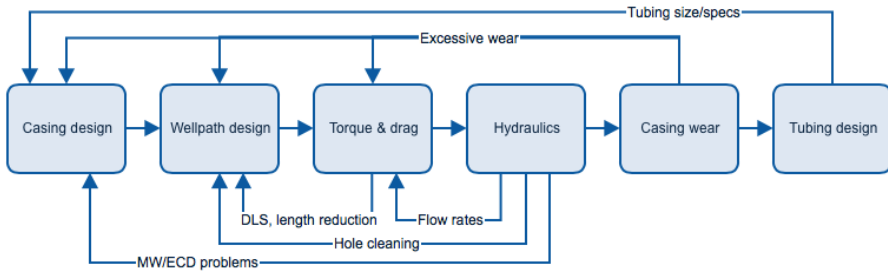 Tubing size/specs
Excessive wear
Casing design
Wellpath design
Torque & drag
Hydraulics
Casing wear
Tubing design
DLS, length reduction
Flow rates
Hole cleaning
MW/ECD problems